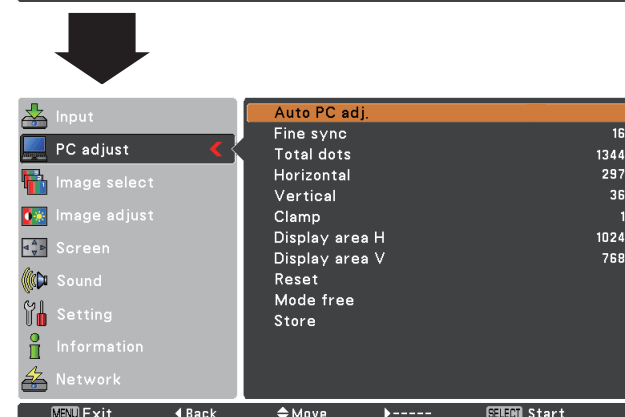 Input
PC adjust
Image select
Image adjust
Screen
Sound
Setting
Information
Network
Auto PC adj.
Fine sync 16
Total dots 1344
Horizontal 297
Vertical 36
Clamp 1
Display area H 1024
Display area V 768
Reset
Mode free
Store
MENU Exit ◀Back ◆Move ▶----- SELECT Start